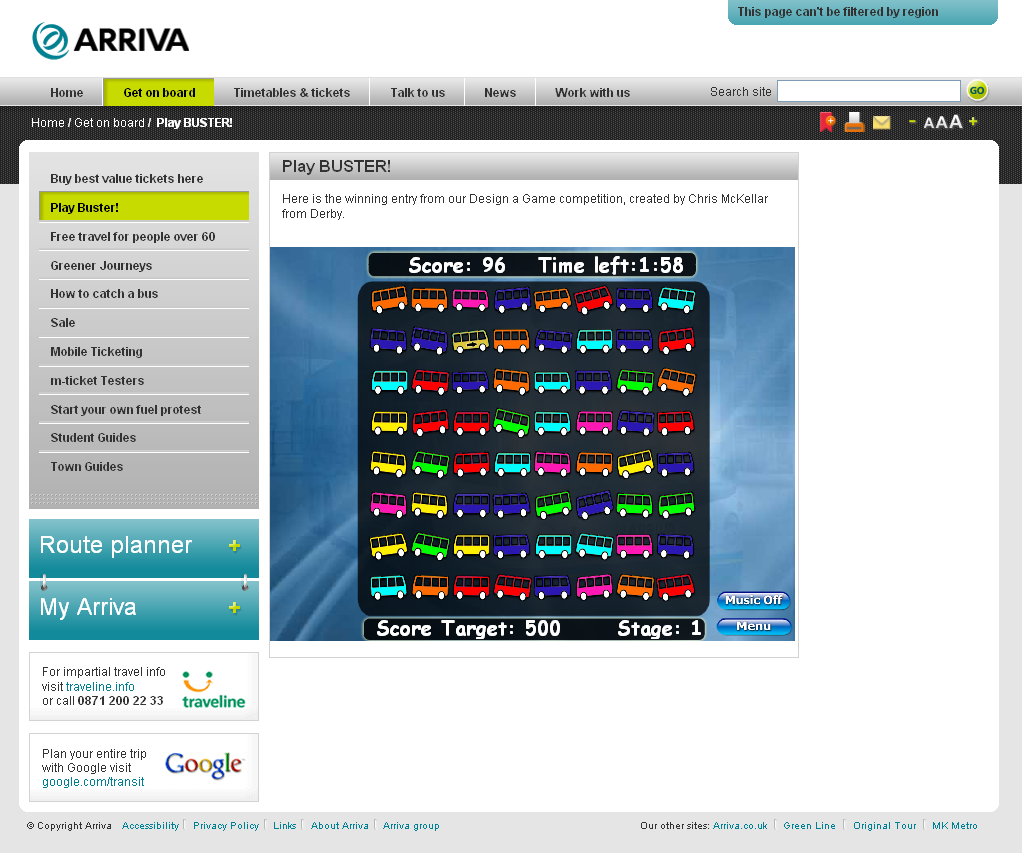 This page can't be filtered by region
ARRIVA
Home Get on board Timetables & tickets Talk to us News Work with us Search site GO
Home / Get on board / Play BUSTER! - AAA +
Buy best value tickets here
Play Buster!
Free travel for people over 60
Greener Journeys
How to catch a bus
Sale
Mobile Ticketing
m-ticket Testers
Start your own fuel protest
Student Guides
Town Guides
Route planner +
My Arriva +
For impartial travel info
visit traveline.info
or call 0871 200 22 33
traveline
Plan your entire trip
with Google visit
google.com/transit
Google
Play BUSTER!
Here is the winning entry from our Design a Game competition, created by Chris McKellar
from Derby.
Score: 96 Time left:1:58
Music Off
Menu
Score Target: 500 Stage: 1
© Copyright Arriva Accessibility Privacy Policy Links About Arriva Arriva group Our other sites: Arriva.co.uk Green Line Original Tour MK Metro